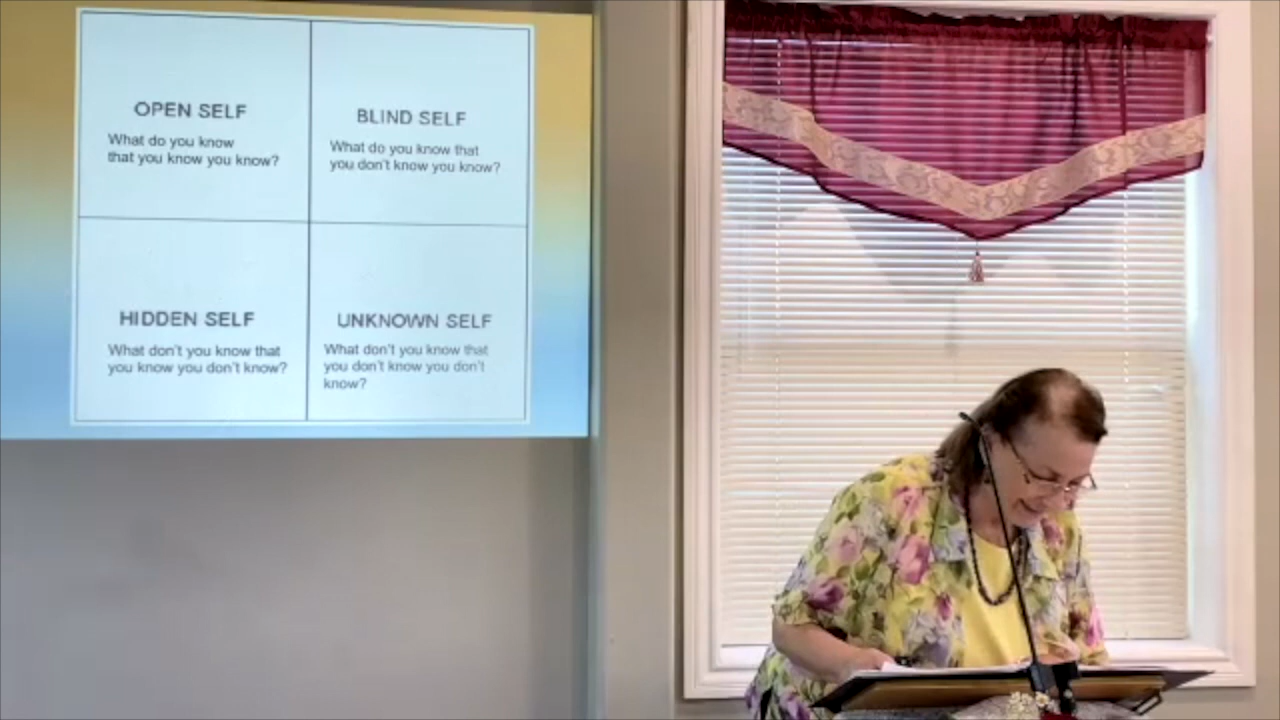 OPEN SELF
What do you know
that you know you know?
BLIND SELF
What do you know that
you don't know you know?
HIDDEN SELF
What don't you know that
you know you don't know?
UNKNOWN SELF
What don't you know that
you don't know you don't
know?